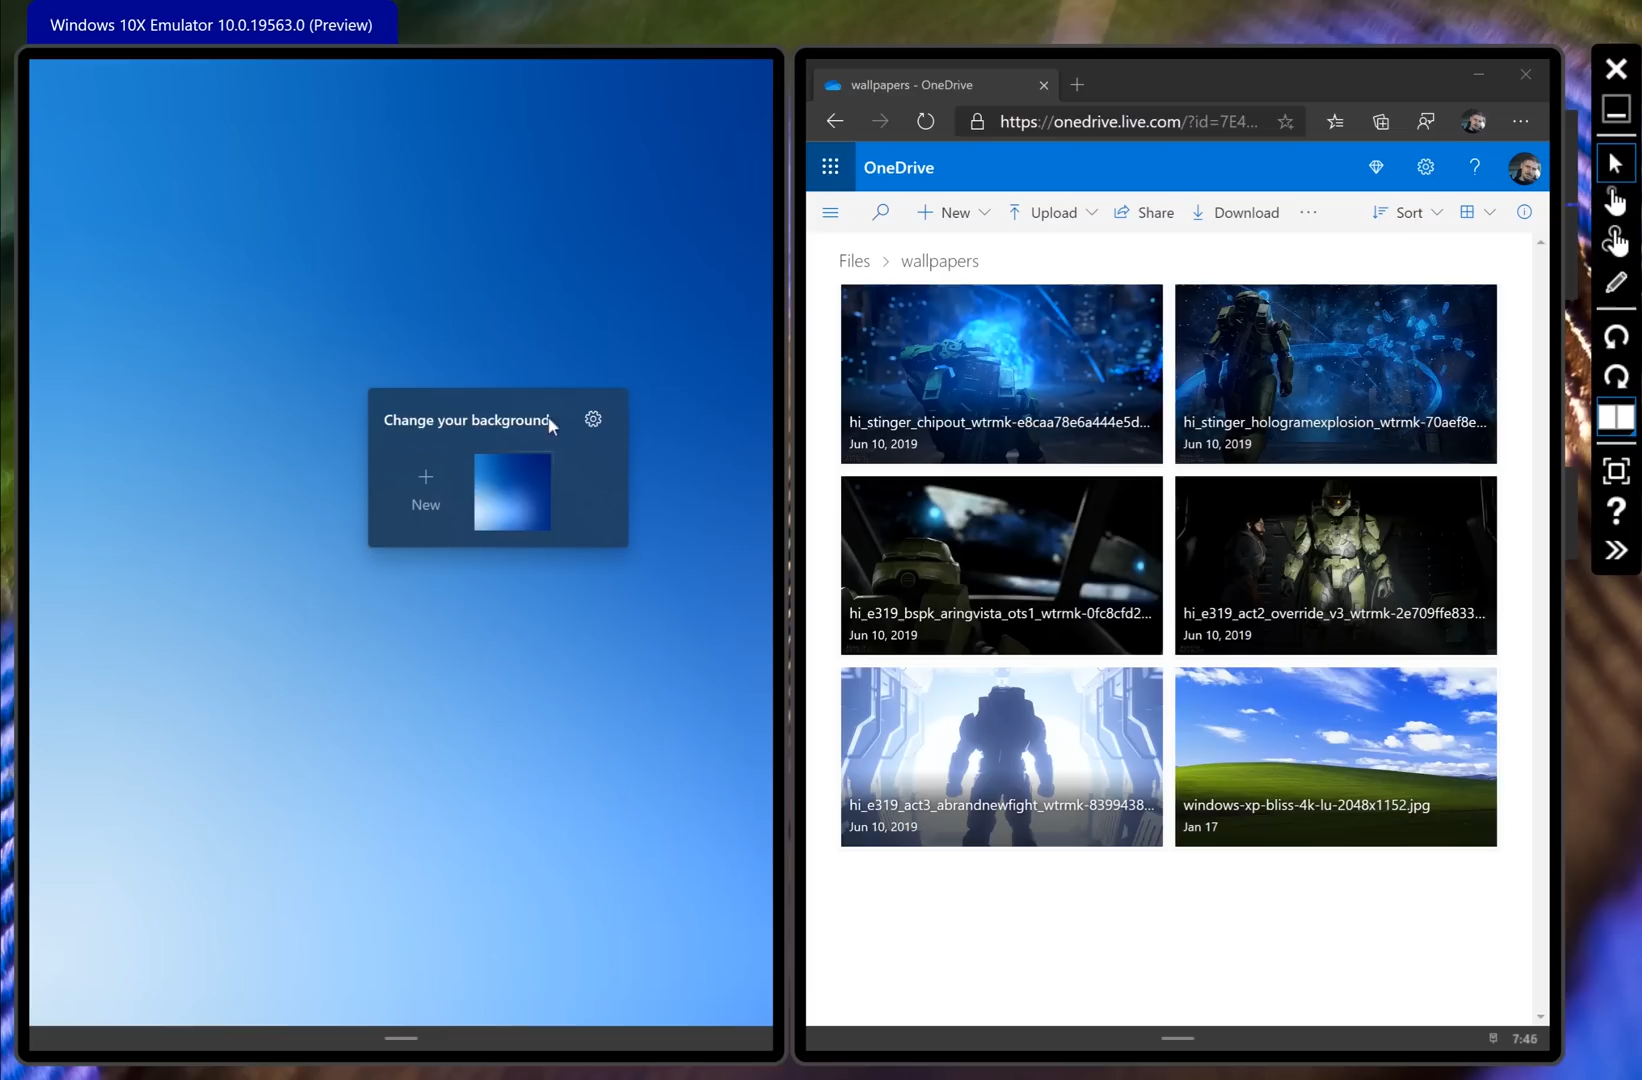 Windows 10X Emulator 10.0.19563.0 (Preview)
Change your background
New
wallpapers - OneDrive
https://onedrive.live.com/?id=7E4...
OneDrive
New
Upload
Share
Download
Sort
Files > wallpapers
hi_stinger_chipout_wtrmk-e8caa78e6a444e5d...
Jun 10, 2019
hi_stinger_hologramexplosion_wtrmk-70aef8e...
Jun 10, 2019
hi_e319_bspk_aringvista_ots1_wtrmk-0fc8cfd2...
Jun 10, 2019
hi_e319_act2_override_v3_wtrmk-2e709ffe833...
Jun 10, 2019
hi_e319_act3_abrandnewfight_wtrmk-8399438...
Jun 10, 2019
windows-xp-bliss-4k-lu-2048x1152.jpg
Jan 17
7:46